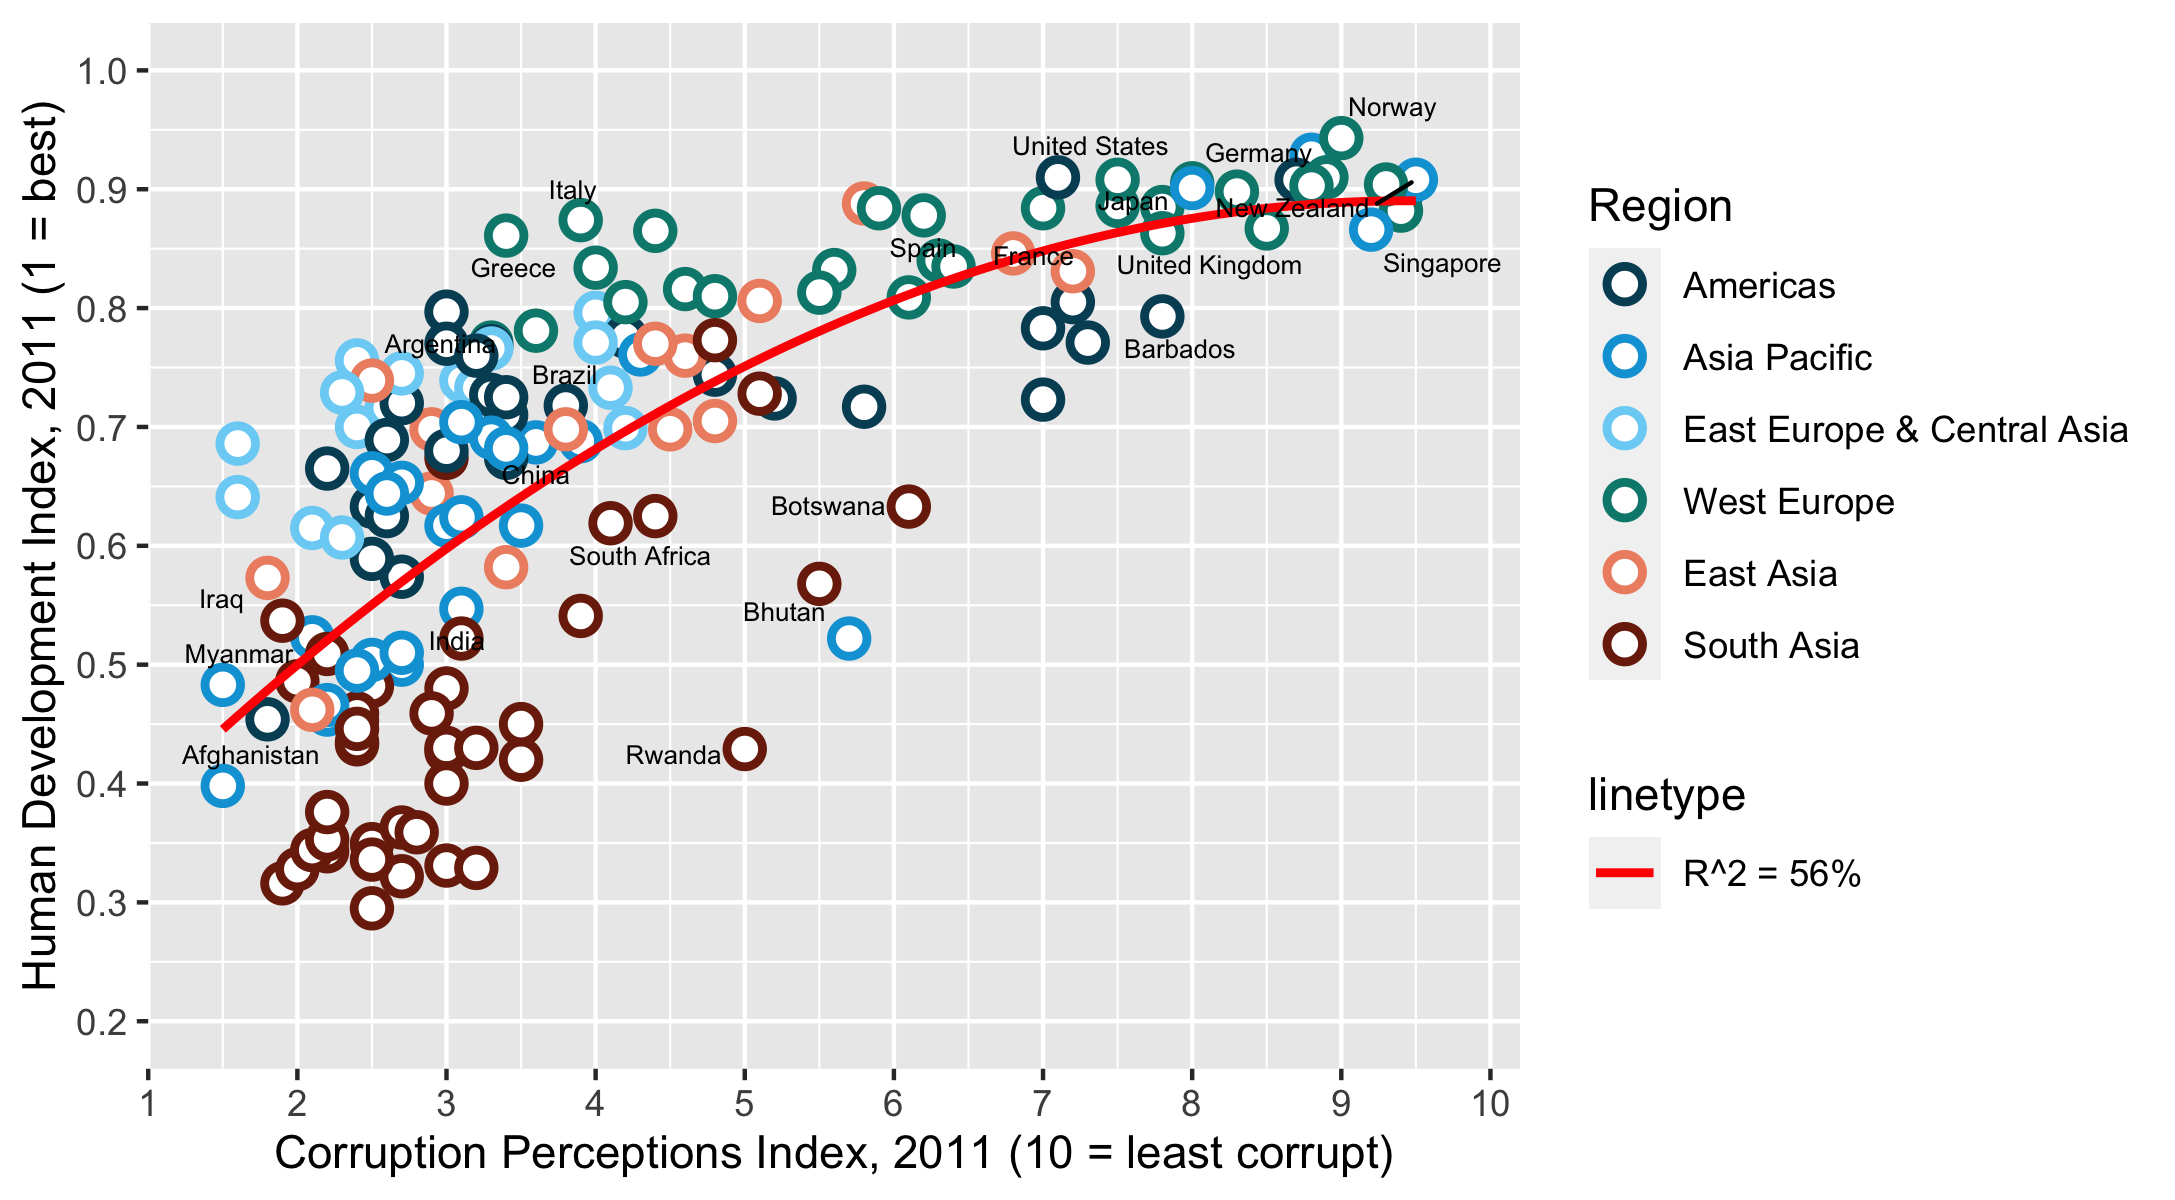 Human Development Index, 2011 (1 = best)
1.0
0.9
0.8
0.7
0.6
0.5
0.4
0.3
0.2
Norway
United States
Germany
Italy
Japan
New Zealand
Spain
France
Greece
United Kingdom
Singapore
Argentina
Barbados
Brazil
China
Botswana
South Africa
Iraq
Bhutan
India
Myanmar
Afghanistan
Rwanda
1 2 3 4 5 6 7 8 9 10
Corruption Perceptions Index, 2011 (10 = least corrupt)
Region
Americas
Asia Pacific
East Europe & Central Asia
West Europe
East Asia
South Asia
linetype
R^2 = 56%